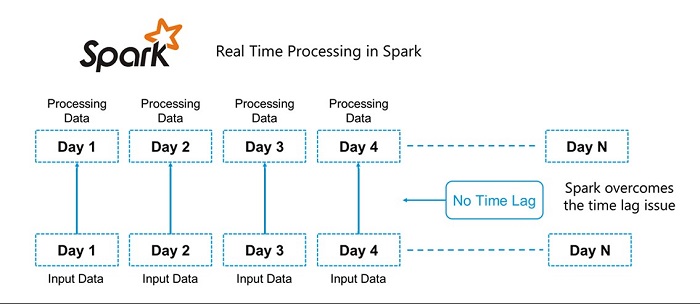 Spark
Real Time Processing in Spark
Processing
Data
Processing
Data
Processing
Data
Processing
Data
Day 1
Day 2
Day 3
Day 4
Day N
No Time Lag
Spark overcomes
the time lag issue
Day 1
Day 2
Day 3
Day 4
Day N
Input Data
Input Data
Input Data
Input Data